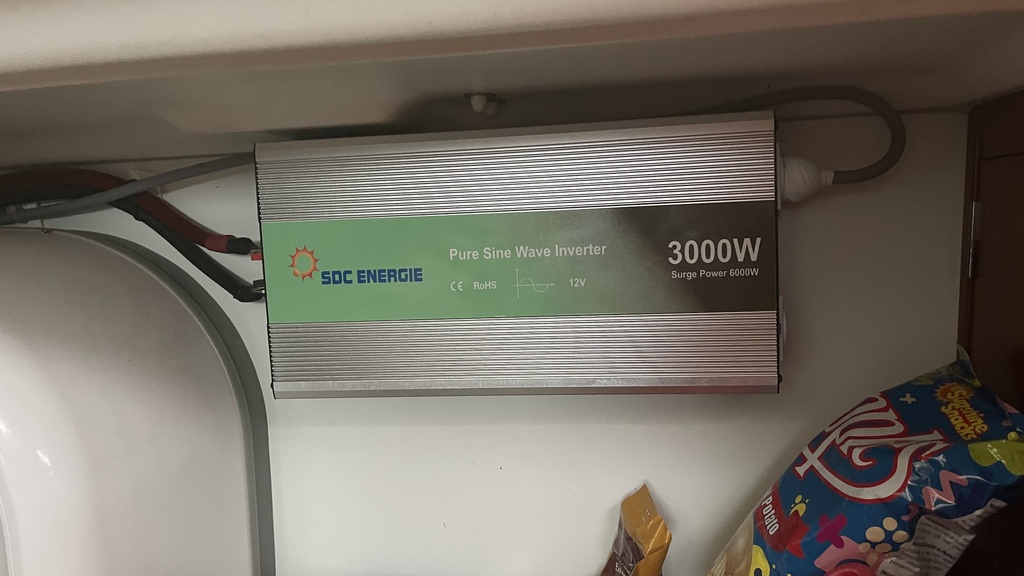 Pure Sine Wave Inverter
3000W
Surge Power 6000W
SDC ENERGIE
CE RoHS 12V